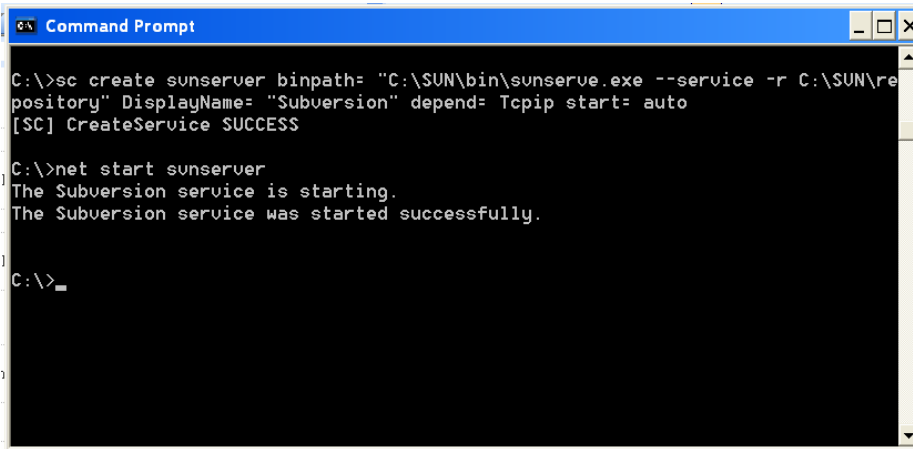 Command Prompt
C:\>sc create svnserver binpath= "C:\SVN\bin\svnserve.exe --service -r C:\SVN\re
pository" DisplayName= "Subversion" depend= Tcpip start= auto
[SC] CreateService SUCCESS
C:\>net start svnserver
The Subversion service is starting.
The Subversion service was started successfully.
C:\>_